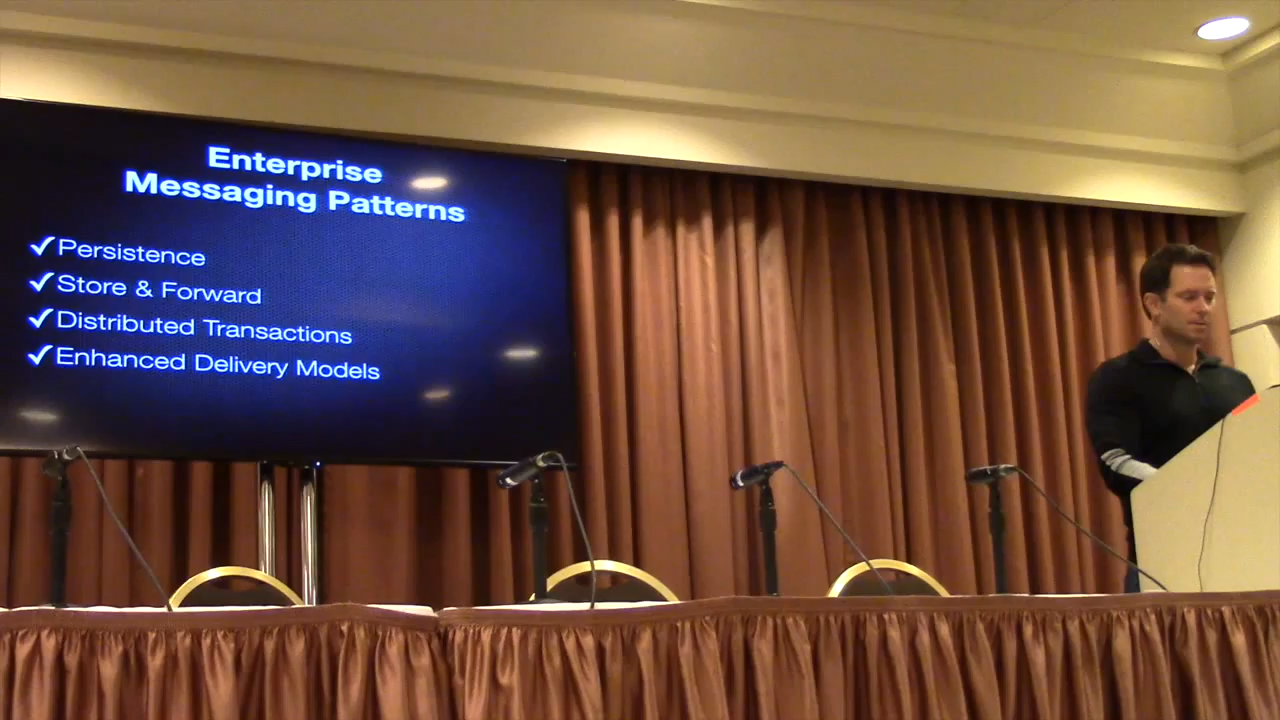 Enterprise
Messaging Patterns
✓Persistence
✓Store & Forward
✓Distributed Transactions
✓Enhanced Delivery Models